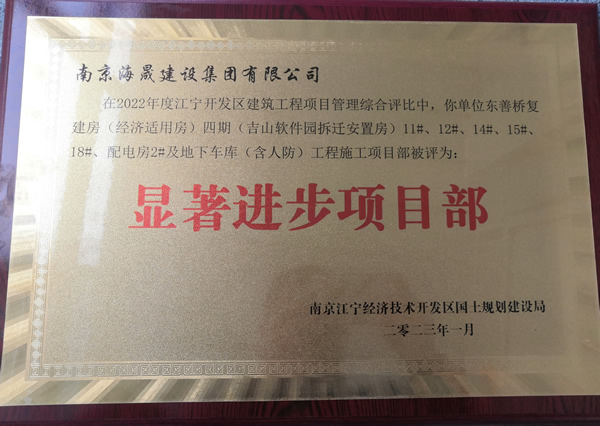 南京海晟建设集团有限公司
在2022年度江宁开发区建筑工程项目管理综合评比中，你单位东善桥复
建房（经济适用房）四期（吉山软件园拆迁安置房）11#、12#、14#、15#、
18#、配电房2#及地下车库（含人防）工程施工项目部被评为：
显著进步项目部
南京江宁经济技术开发区国土规划建设局
二零二三年一月